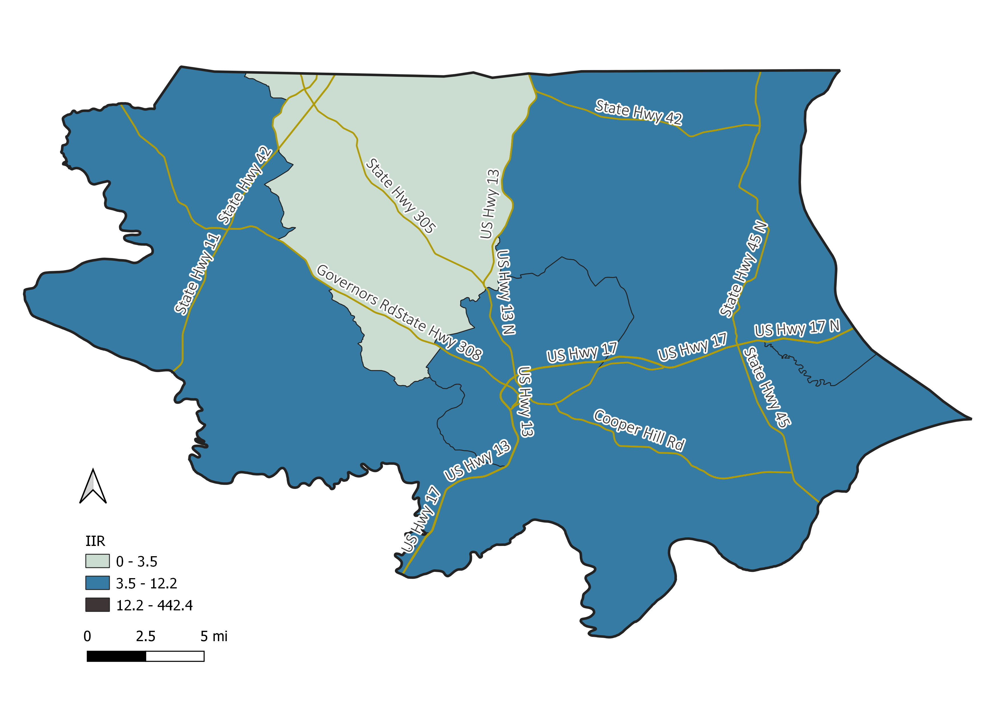 State Hwy 42
State Hwy 42
State Hwy 305
US Hwy 13
State Hwy 11
State Hwy 45 N
US Hwy 13 N
Governors Rd
State Hwy 308
US Hwy 17
US Hwy 17
US Hwy 17 N
State Hwy 45
US Hwy 13
Cooper Hill Rd
US Hwy 13
US Hwy 17
IIR
0 - 3.5
3.5 - 12.2
12.2 - 442.4
0 2.5 5 mi